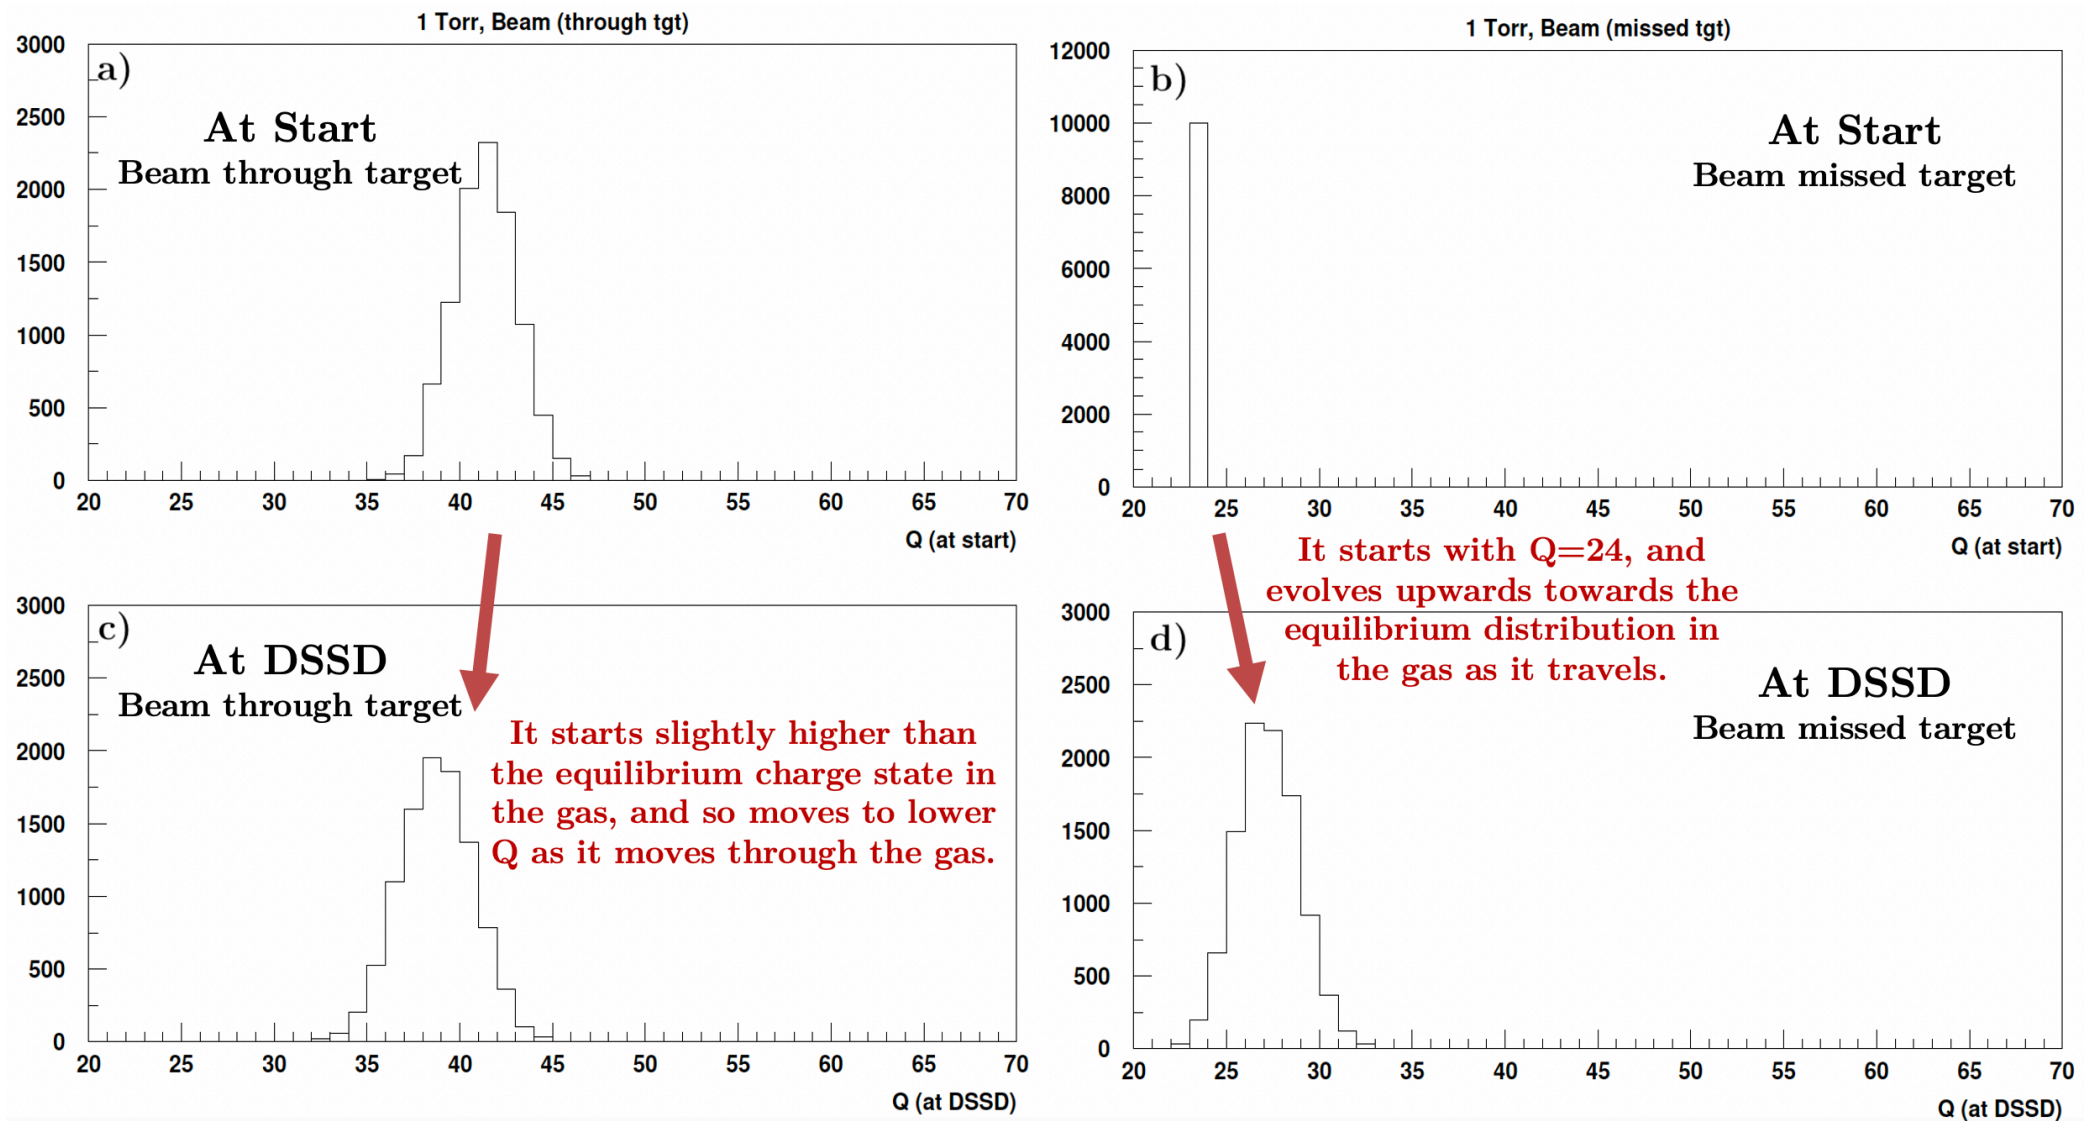 1 Torr, Beam (through tgt)
3000
2500
2000
1500
1000
500
0
a)
At Start
Beam through target
20 25 30 35 40 45 50 55 60 65 70
Q (at start)
1 Torr, Beam (missed tgt)
12000
10000
8000
6000
4000
2000
0
b)
At Start
Beam missed target
20 25 30 35 40 45 50 55 60 65 70
Q (at start)
3000
2500
2000
1500
1000
500
0
c)
At DSSD
Beam through target
It starts slightly higher than
the equilibrium charge state in
the gas, and so moves to lower
Q as it moves through the gas.
20 25 30 35 40 45 50 55 60 65 70
Q (at DSSD)
It starts with Q=24, and
evolves upwards towards the
equilibrium distribution in
the gas as it travels.
3000
2500
2000
1500
1000
500
0
d)
At DSSD
Beam missed target
20 25 30 35 40 45 50 55 60 65 70
Q (at DSSD)